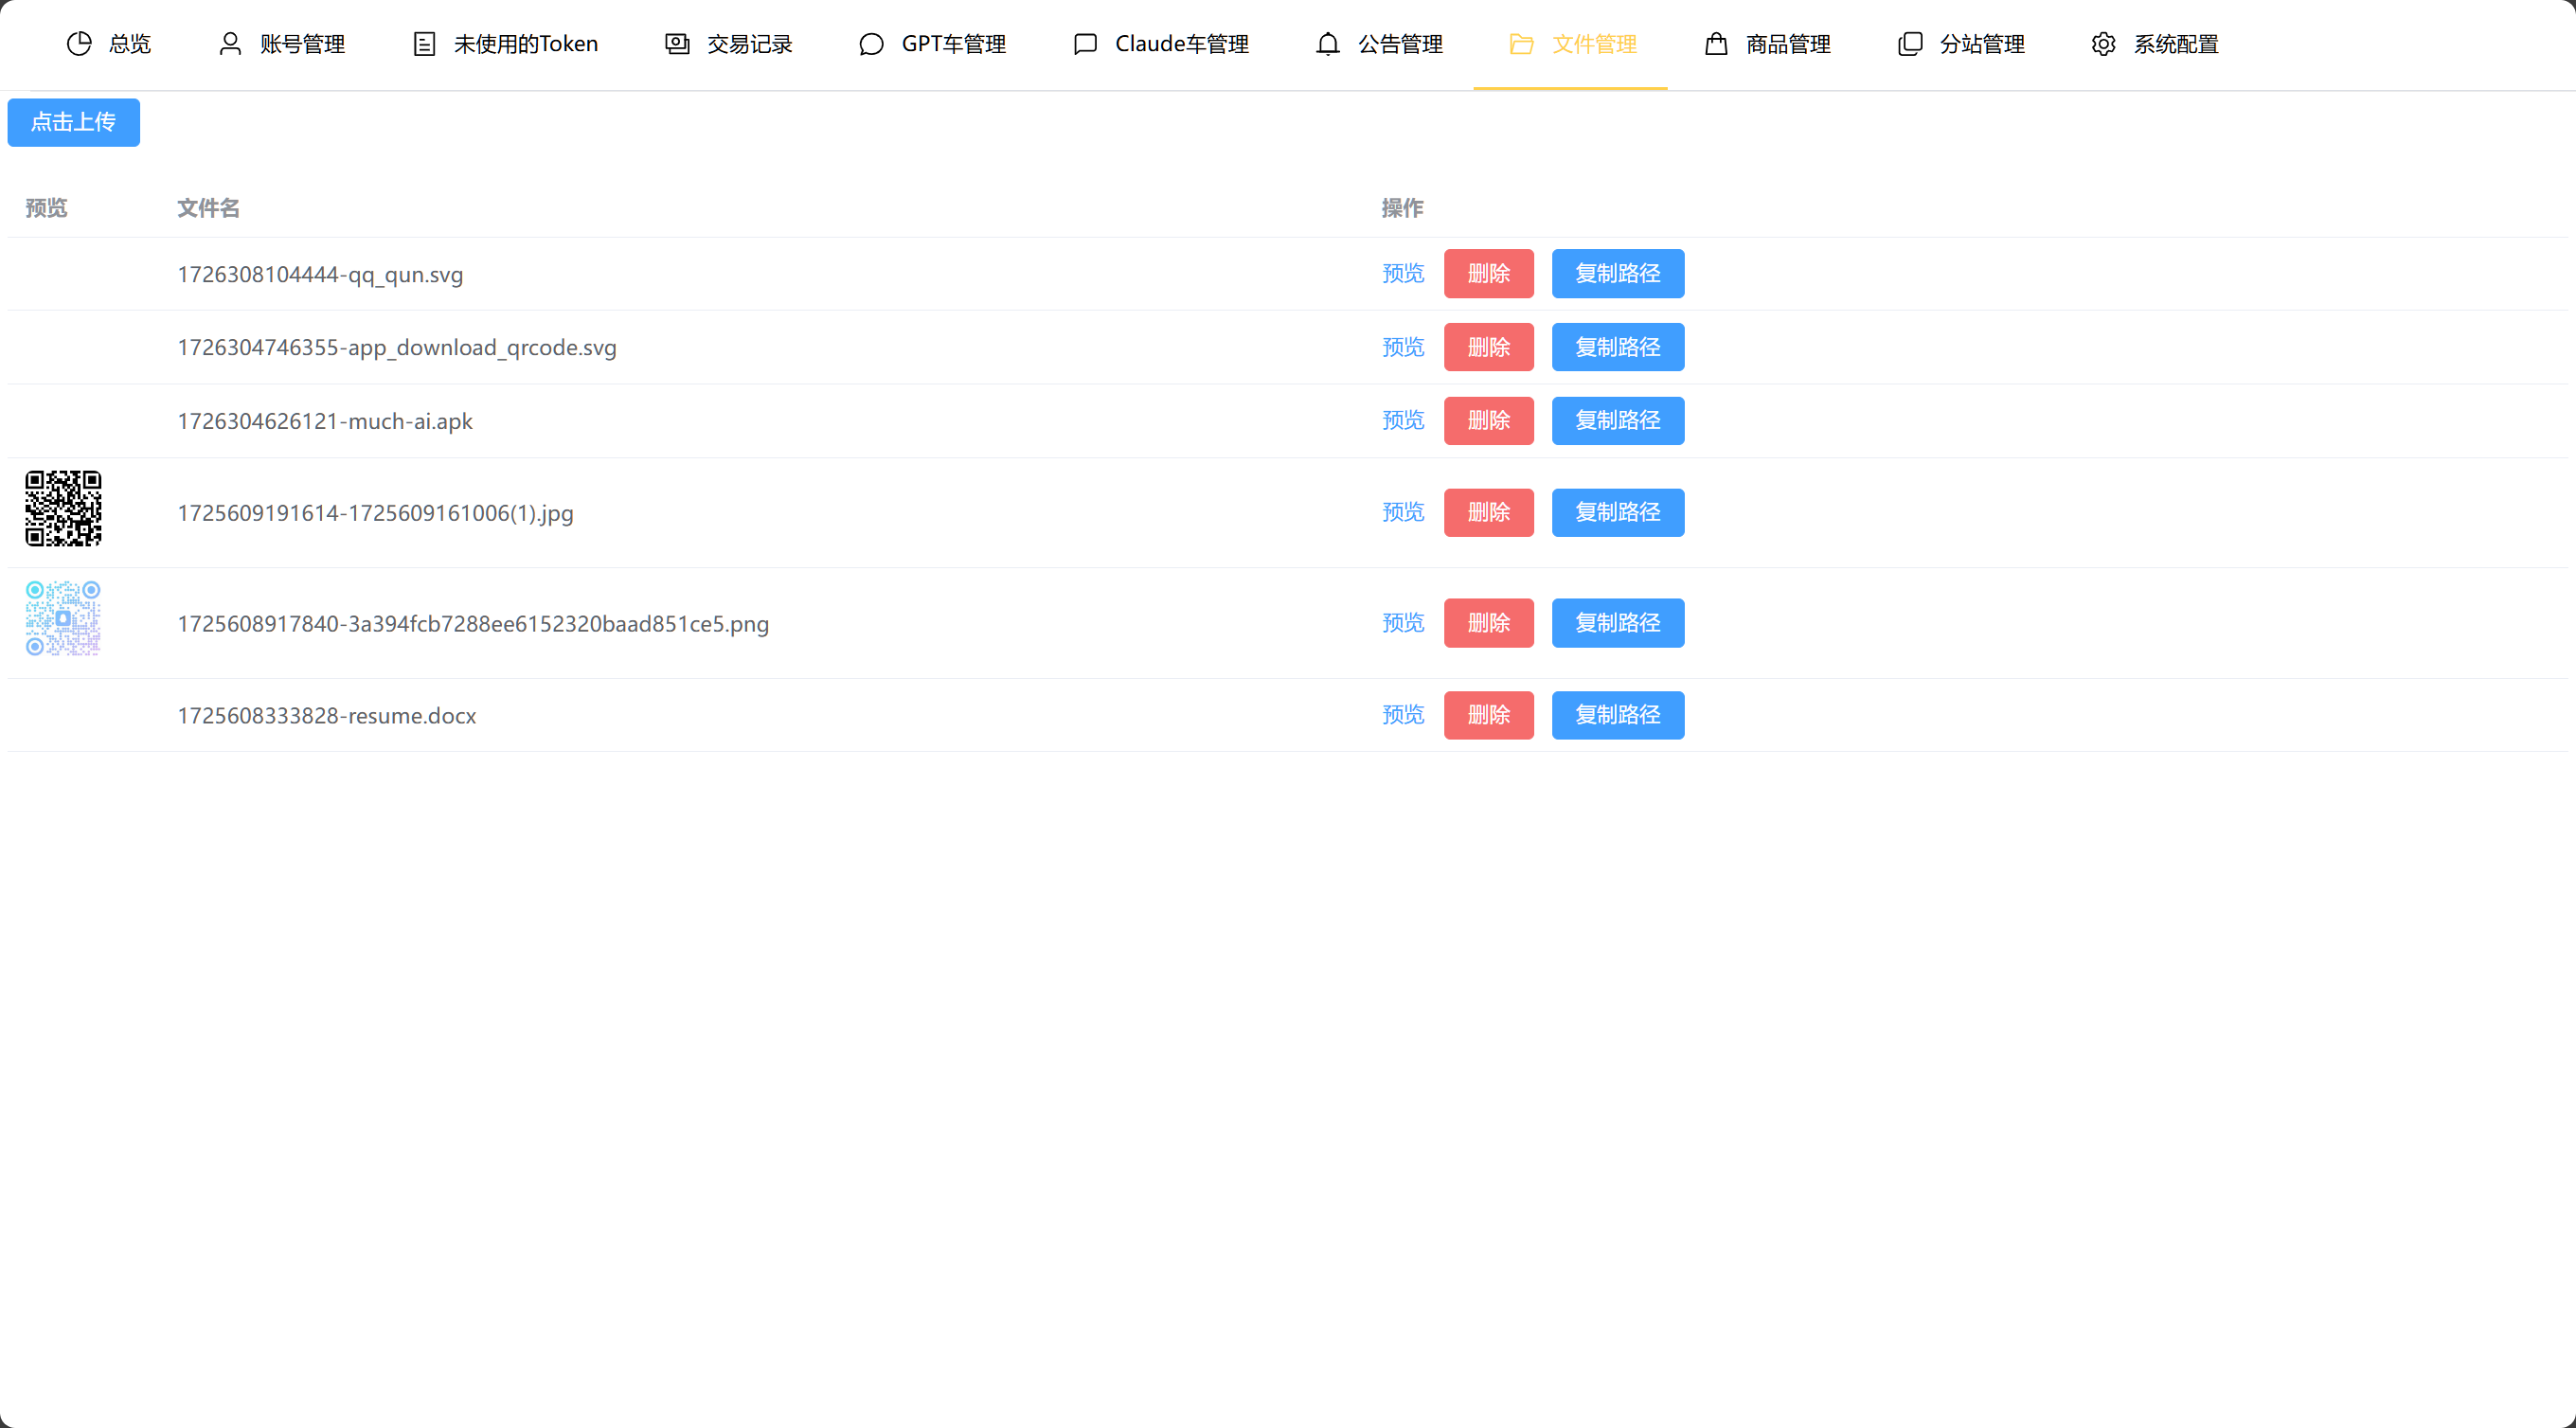 总览 账号管理 未使用的Token 交易记录 GPT车管理 Claude车管理 公告管理 文件管理 商品管理 分站管理 系统配置
点击上传
预览 文件名 操作
1726308104444-qq_qun.svg 预览 删除 复制路径
1726304746355-app_download_qrcode.svg 预览 删除 复制路径
1726304626121-much-ai.apk 预览 删除 复制路径
1725609191614-1725609161006(1).jpg 预览 删除 复制路径
1725608917840-3a394fcb7288ee6152320baad851ce5.png 预览 删除 复制路径
1725608333828-resume.docx 预览 删除 复制路径